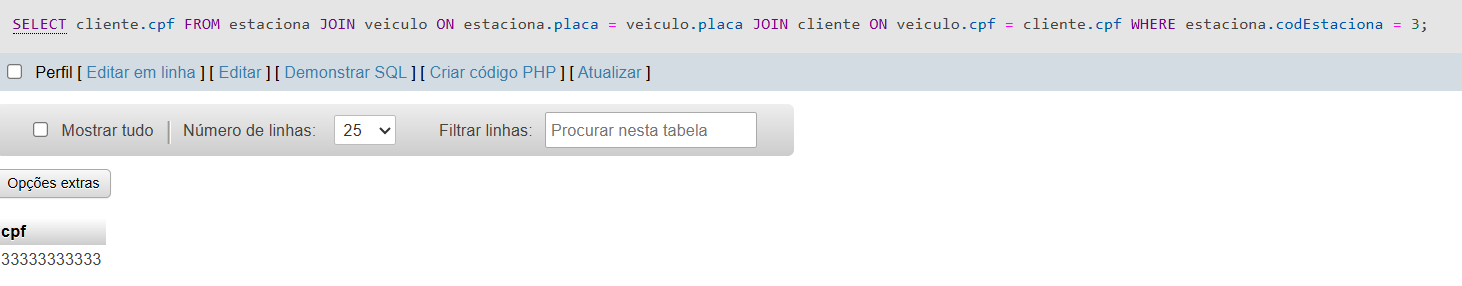 SELECT cliente.cpf FROM estaciona JOIN veiculo ON estaciona.placa = veiculo.placa JOIN cliente ON veiculo.cpf = cliente.cpf WHERE estaciona.codEstaciona = 3;
Perfil [ Editar em linha ] [ Editar ] [ Demonstrar SQL ] [ Criar código PHP ] [ Atualizar ]
Mostrar tudo Número de linhas: 25 Filtrar linhas: Procurar nesta tabela
Opções extras
cpf
33333333333